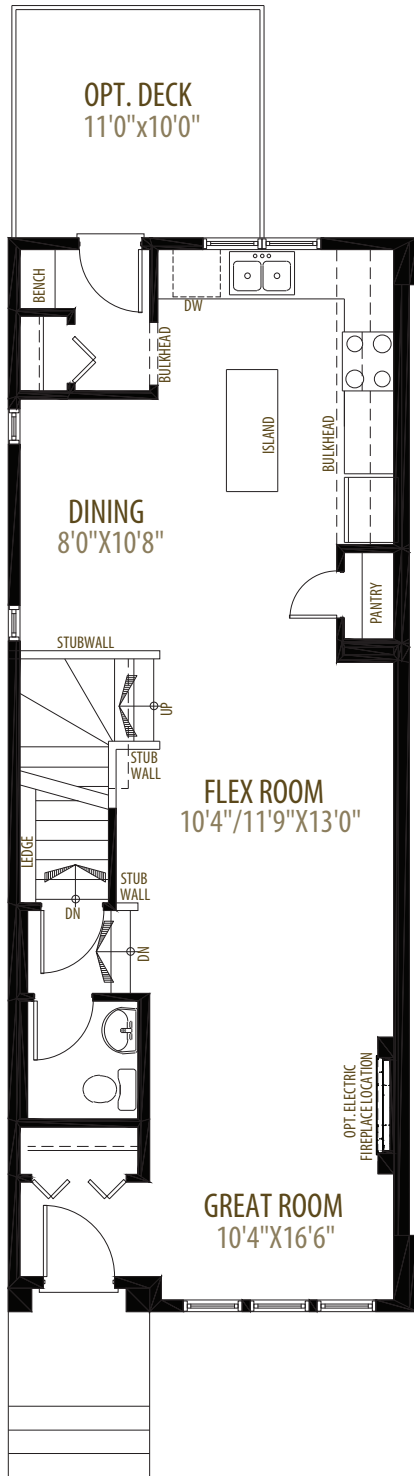 OPT. DECK
11'0"x10'0"
BENCH
DW
BULKHEAD
ISLAND
BULKHEAD
DINING
8'0"X10'8"
PANTRY
STUBWALL
UP
STUB
WALL
FLEX ROOM
10'4"/11'9"X13'0"
LEDGE
STUB
WALL
DN
DN
OPT. ELECTRIC
FIREPLACE LOCATION
GREAT ROOM
10'4"X16'6"